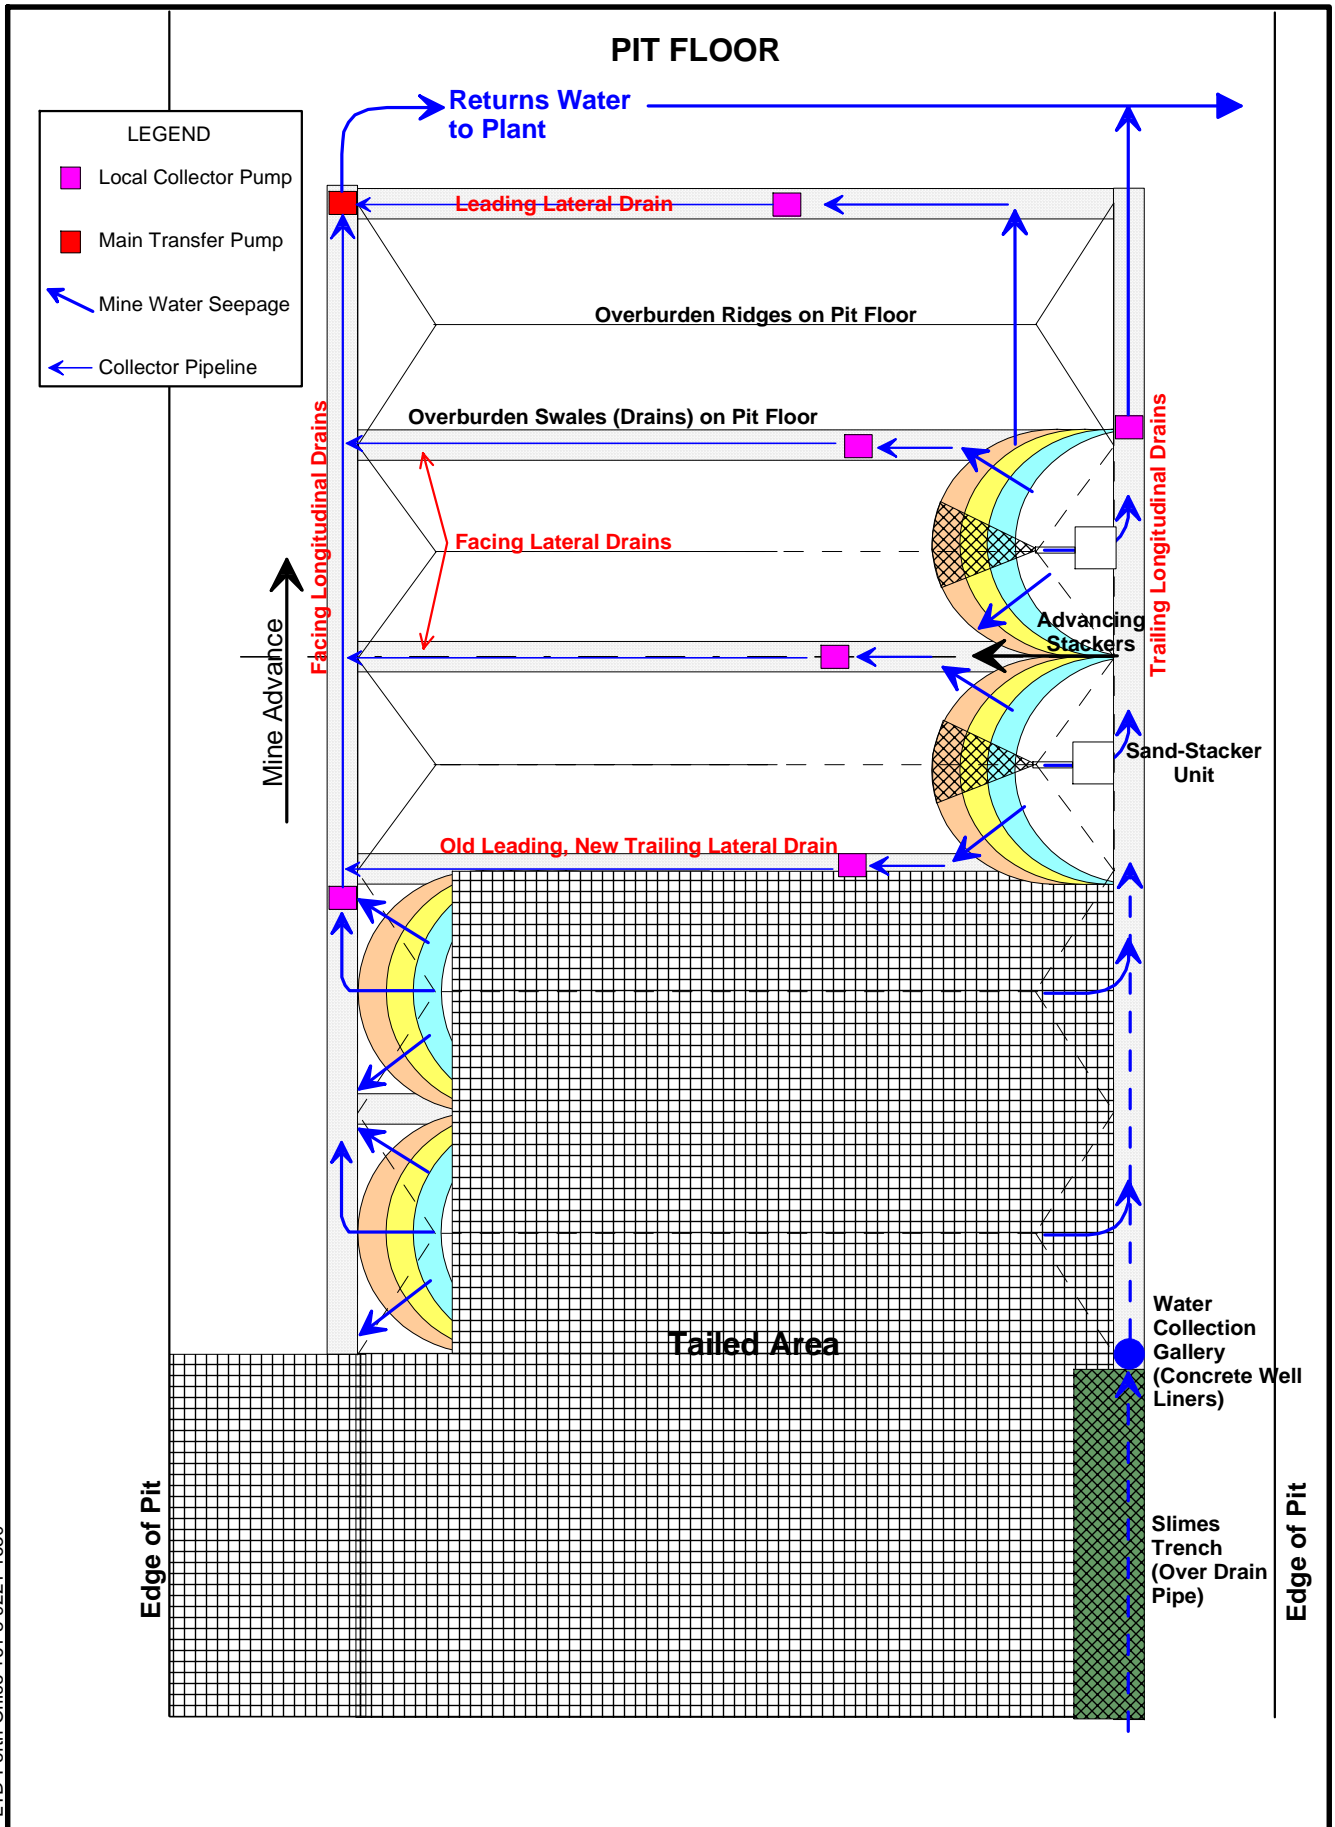 PIT FLOOR
Returns Water
to Plant
LEGEND
Local Collector Pump
Main Transfer Pump
Mine Water Seepage
Collector Pipeline
Leading Lateral Drain
Overburden Ridges on Pit Floor
Overburden Swales (Drains) on Pit Floor
Facing Longitudinal Drains
Trailing Longitudinal Drains
Facing Lateral Drains
Advancing
Stackers
Mine Advance
Sand-Stacker
Unit
Old Leading, New Trailing Lateral Drain
Water
Collection
Gallery
(Concrete Well
Liners)
Tailed Area
Edge of Pit
Slimes
Trench
(Over Drain
Pipe)
Edge of Pit